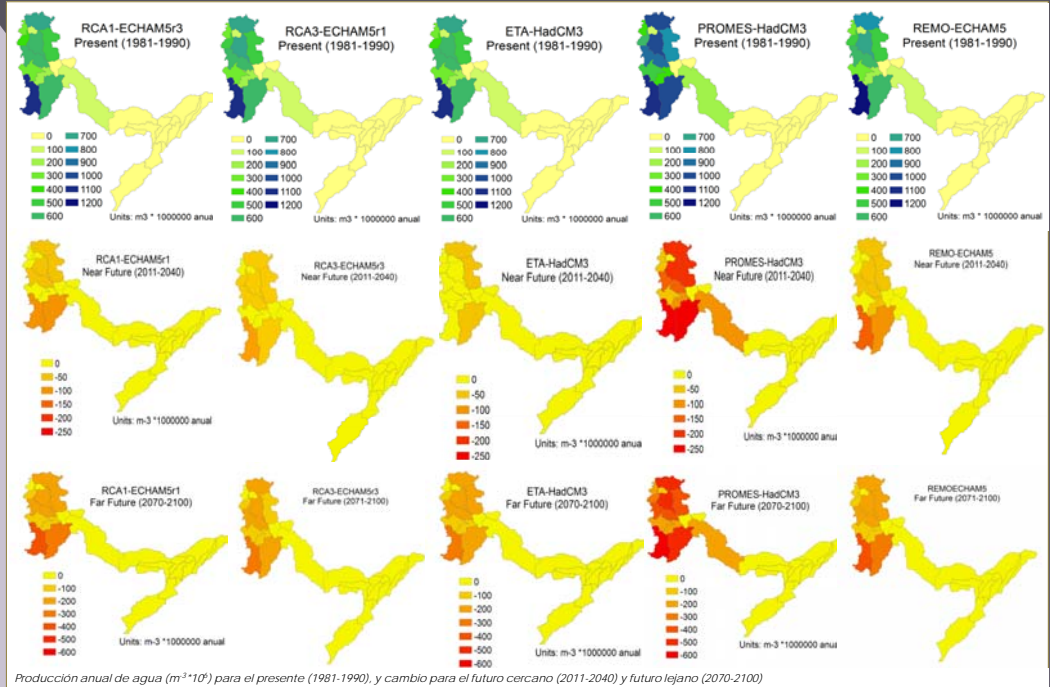 RCA1-ECHAM5r3
Present (1981-1990)
0 700
100 800
200 900
300 1000
400 1100
500 1200
600
Units: m3 * 1000000 anual
RCA3-ECHAM5r1
Present (1981-1990)
0 700
100 800
200 900
300 1000
400 1100
500 1200
600
Units: m3 * 1000000 anual
ETA-HadCM3
Present (1981-1990)
0 700
100 800
200 900
300 1000
400 1100
500 1200
600
Units: m3 * 1000000 anual
PROMES-HadCM3
Present (1981-1990)
0 700
100 800
200 900
300 1000
400 1100
500 1200
600
Units: m3 * 1000000 anual
REMO-ECHAM5
Present (1981-1990)
0 700
100 800
200 900
300 1000
400 1100
500 1200
600
Units: m3 * 1000000 anual
RCA1-ECHAM5r1
Near Future (2011-2040)
0
-50
-100
-150
-200
-250
Units: m-3 *1000000 anual
RCA3-ECHAM5r3
Near Future (2011-2040)
ETA-HadCM3
Near Future (2011-2040)
0
-50
-100
-150
-200
-250
Units: m-3 *1000000 anua
PROMES-HadCM3
Near Future (2011-2040)
0
-50
-100
-150
-200
-250
Units: m-3 *1000000 anu
REMO-ECHAM5
Near Future (2011-2040)
RCA1-ECHAM5r1
Far Future (2070-2100)
0
-100
-200
-300
-400
-500
-600
Units: m-3 *1000000 anual
RCA3-ECHAM5r3
Far Future (2071-2100)
ETA-HadCM3
Far Future (2070-2100)
0
-100
-200
-300
-400
-500
-600
Units: m-3 *1000000 anua
PROMES-HadCM3
Far Future (2070-2100)
0
-100
-200
-300
-400
-500
-600
Units: m-3 *1000000 anu
REMOECHAM5
Far Future (2071-2100)
Producción anual de agua (m⁻³*10⁶) para el presente (1981-1990), y cambio para el futuro cercano (2011-2040) y futuro lejano (2070-2100)